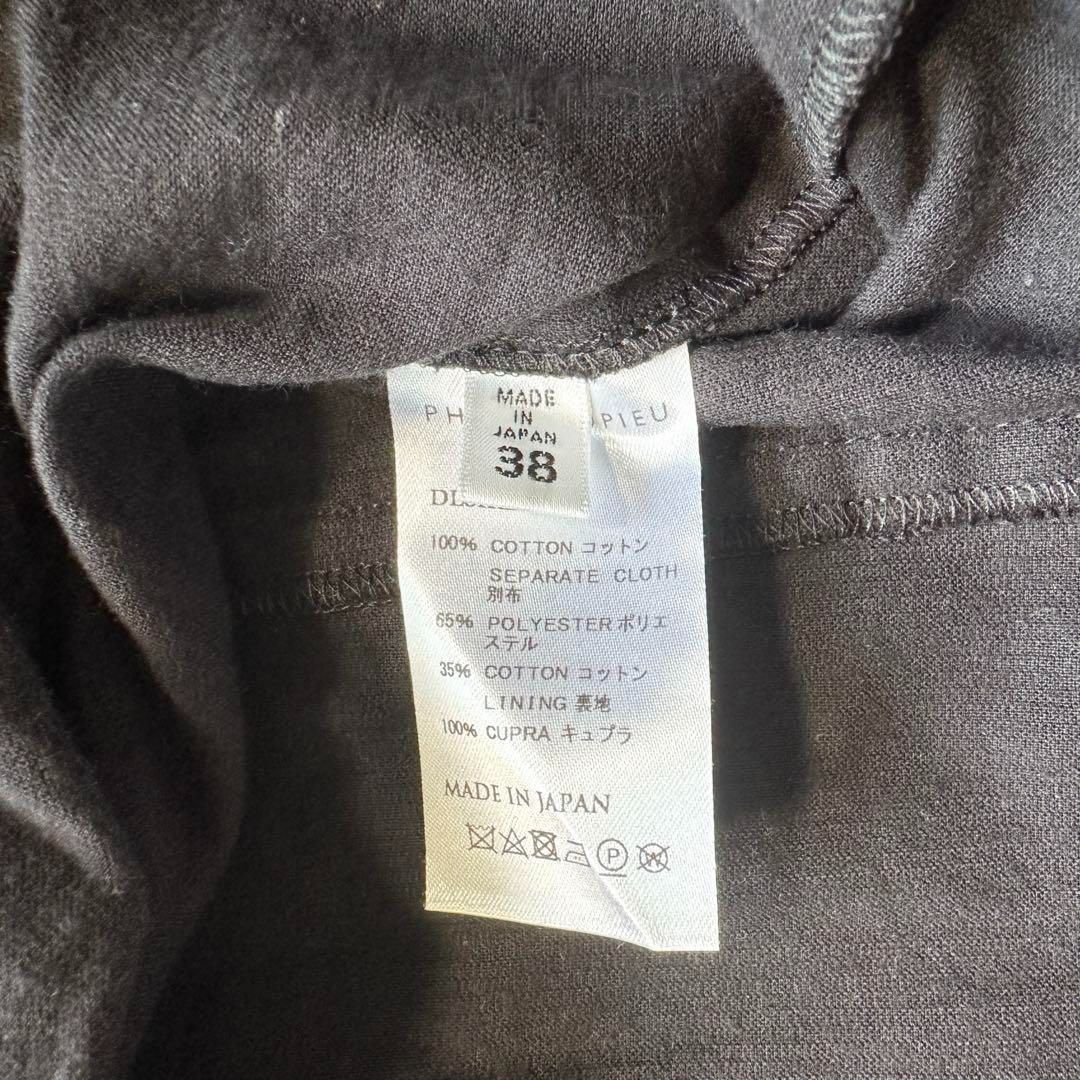 MADE
IN
JAPAN
38
PH PIEU
100% COTTON コットン
SEPARATE CLOTH
別布
65% POLYESTER ポリエ
ステル
35% COTTON コットン
LINING 裏地
100% CUPRA キュプラ
MADE IN JAPAN
P
W